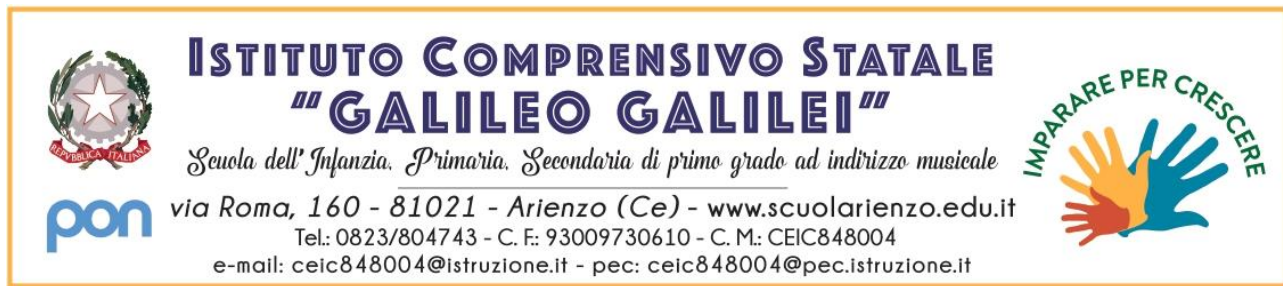 ISTITUTO COMPRENSIVO STATALE
"GALILEO GALILEI"
Scuola dell'Infanzia, Primaria, Secondaria di primo grado ad indirizzo musicale
via Roma, 160 - 81021 - Arienzo (Ce) - www.scuolarienzo.edu.it
Tel.: 0823/804743 - C. F.: 93009730610 - C. M.: CEIC848004
e-mail: ceic848004@istruzione.it - pec: ceic848004@pec.istruzione.it
REPVBBLICA ITALIANA
pon
IMPARARE PER CRESCERE